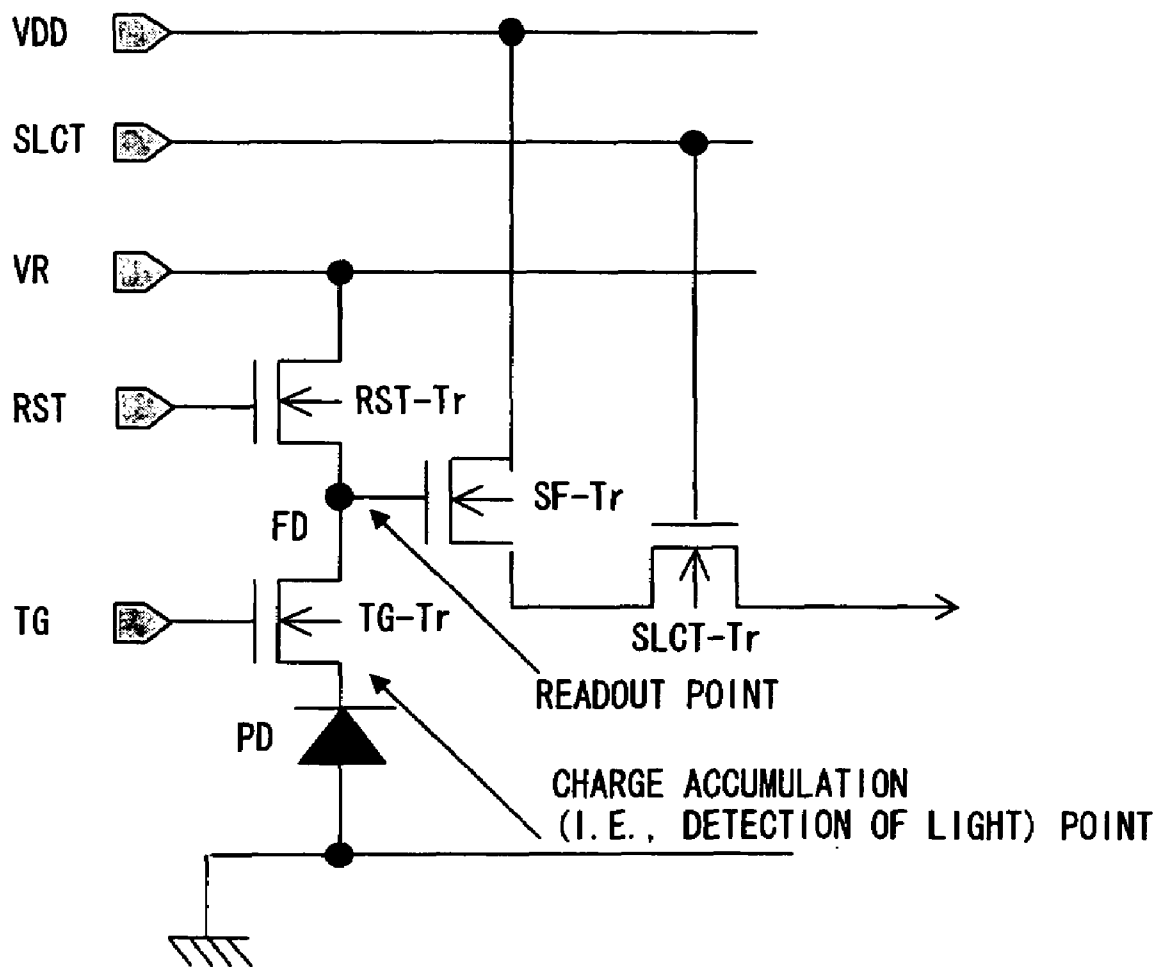 VDD
SLCT
VR
RST
RST-Tr
SF-Tr
FD
TG
TG-Tr
SLCT-Tr
READOUT POINT
PD
CHARGE ACCUMULATION
(I.E., DETECTION OF LIGHT) POINT